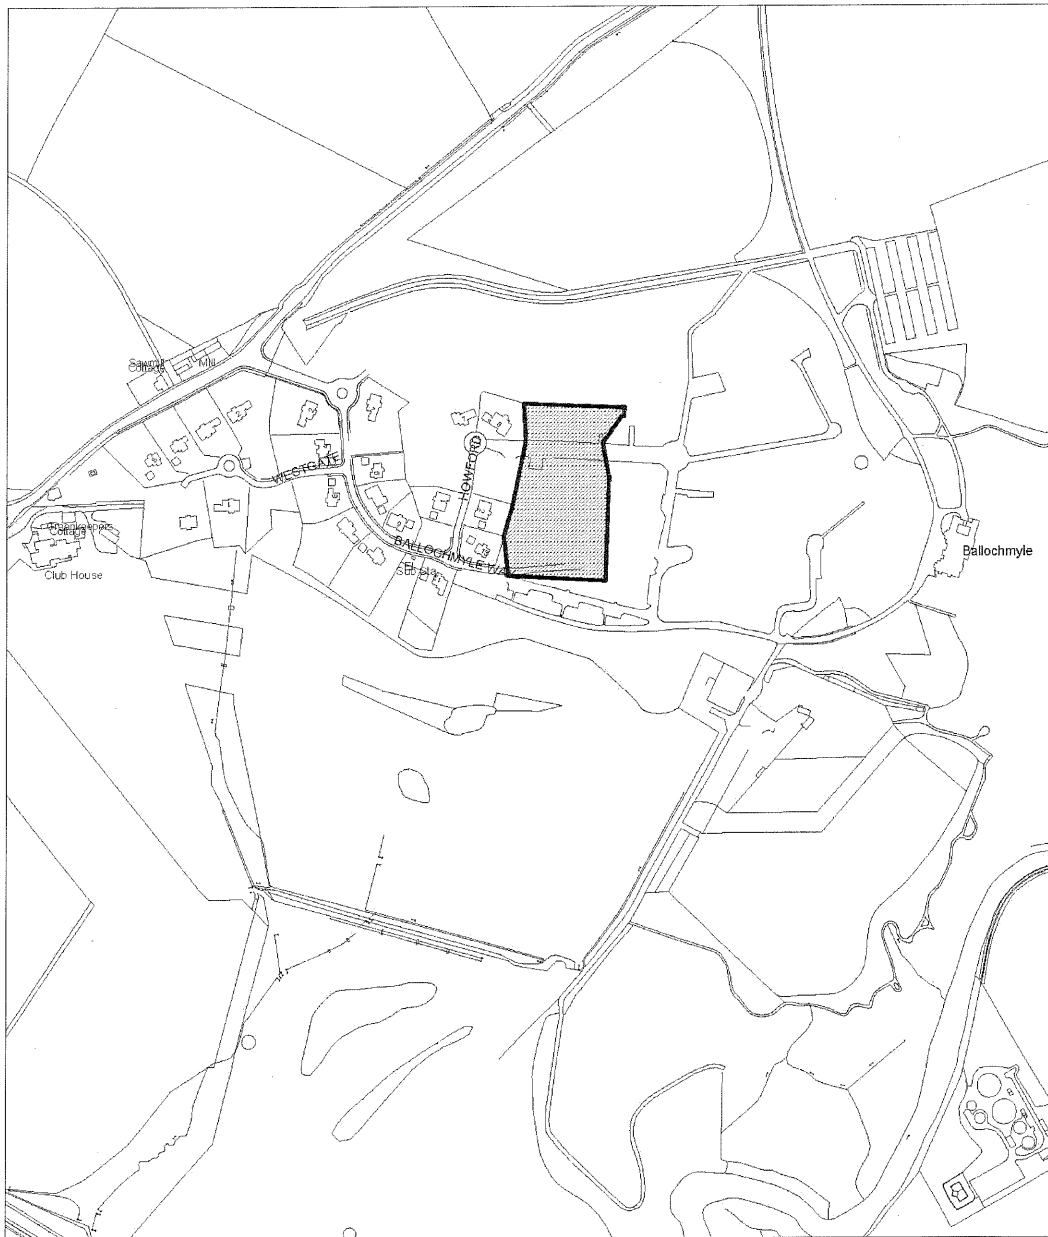 Sawmill
Cottage
Mill
WESTGATE
HOWFORD
Greenkeepers
Cottage
Club House
BALLOCHMYLE WAY
Sub Sta
Ballochmyle